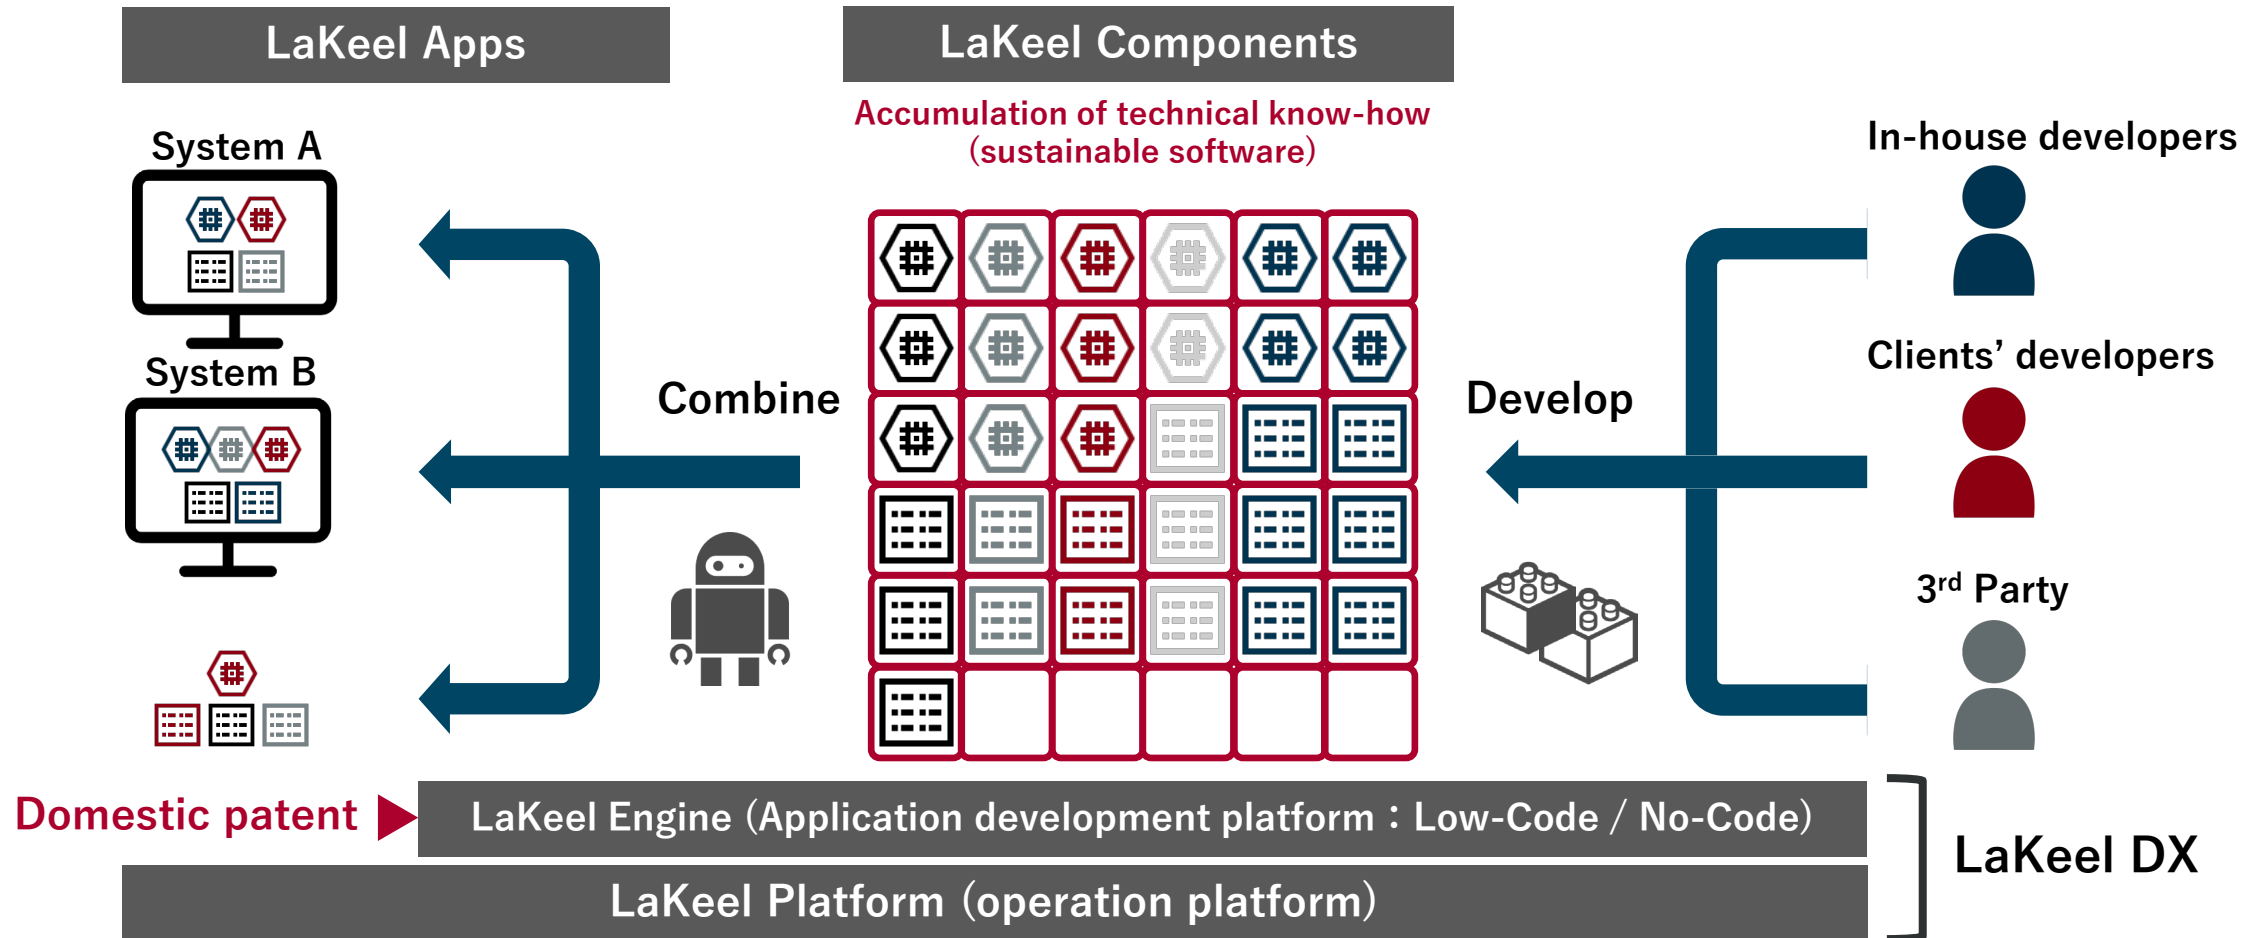 LaKeel Apps
LaKeel Components
Accumulation of technical know-how
(sustainable software)
System A
System B
Combine
Develop
In-house developers
Clients’ developers
3rd Party
Domestic patent
LaKeel Engine (Application development platform：Low-Code / No-Code)
LaKeel Platform (operation platform)
LaKeel DX